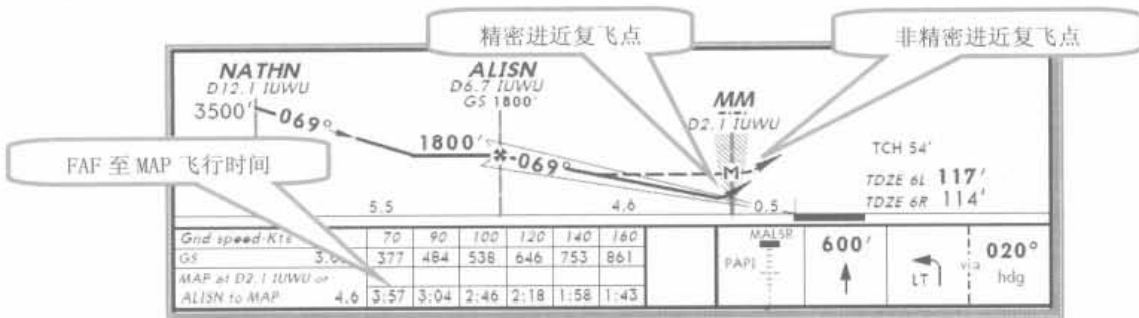 精密进近复飞点
非精密进近复飞点
FAF 至 MAP 飞行时间
NATHN
D12.1 IUWU
3500'
069°
ALISN
D6.7 IUWU
GS 1800'
1800'
069°
MM
D2.1 IUWU
M
TCH 54'
TDZE 6L 117'
TDZE 6R 114'
5.5 4.6 0.5
Gnd speed-Kts 70 90 100 120 140 160
GS 377 484 538 646 753 861
MAP at D2.1 IUWU or
ALISN to MAP 4.6 3:57 3:04 2:46 2:18 1:58 1:43
MALSR
PAPI
600'
LT
via
020°
hdg